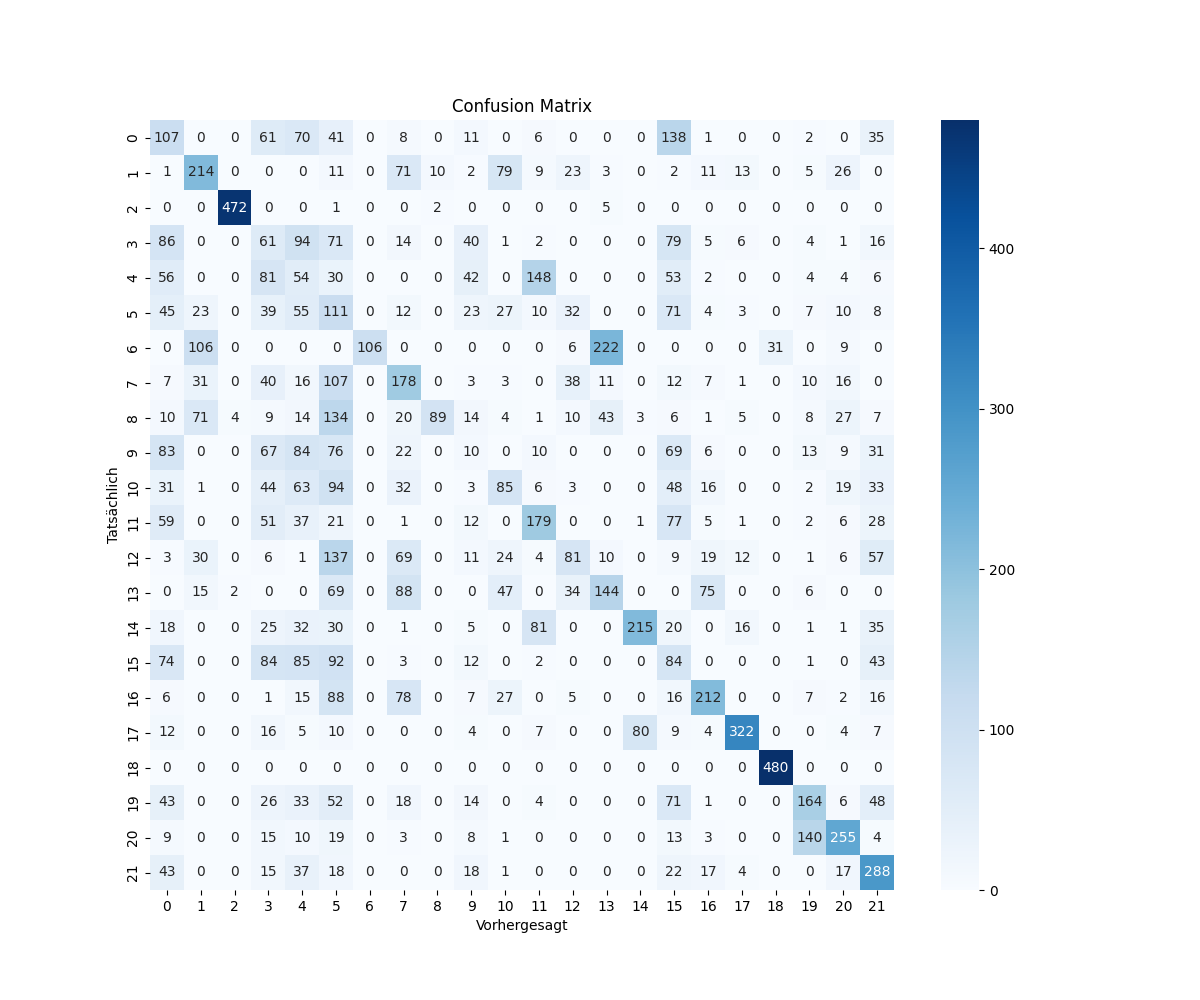 Confusion Matrix
0 107 0 0 61 70 41 0 8 0 11 0 6 0 0 0 138 1 0 0 2 0 35
1 1 214 0 0 0 11 0 71 10 2 79 9 23 3 0 2 11 13 0 5 26 0
2 0 0 472 0 0 1 0 0 2 0 0 0 0 5 0 0 0 0 0 0 0 0
3 86 0 0 61 94 71 0 14 0 40 1 2 0 0 0 79 5 6 0 4 1 16
4 56 0 0 81 54 30 0 0 0 42 0 148 0 0 0 53 2 0 0 4 4 6
5 45 23 0 39 55 111 0 12 0 23 27 10 32 0 0 71 4 3 0 7 10 8
6 0 106 0 0 0 0 106 0 0 0 0 0 6 222 0 0 0 0 31 0 9 0
7 7 31 0 40 16 107 0 178 0 3 3 0 38 11 0 12 7 1 0 10 16 0
8 10 71 4 9 14 134 0 20 89 14 4 1 10 43 3 6 1 5 0 8 27 7
9 83 0 0 67 84 76 0 22 0 10 0 10 0 0 0 69 6 0 0 13 9 31
10 31 1 0 44 63 94 0 32 0 3 85 6 3 0 0 48 16 0 0 2 19 33
11 59 0 0 51 37 21 0 1 0 12 0 179 0 0 1 77 5 1 0 2 6 28
12 3 30 0 6 1 137 0 69 0 11 24 4 81 10 0 9 19 12 0 1 6 57
13 0 15 2 0 0 69 0 88 0 0 47 0 34 144 0 0 75 0 0 6 0 0
14 18 0 0 25 32 30 0 1 0 5 0 81 0 0 215 20 0 16 0 1 1 35
15 74 0 0 84 85 92 0 3 0 12 0 2 0 0 0 84 0 0 0 1 0 43
16 6 0 0 1 15 88 0 78 0 7 27 0 5 0 0 16 212 0 0 7 2 16
17 12 0 0 16 5 10 0 0 0 4 0 7 0 0 80 9 4 322 0 0 4 7
18 0 0 0 0 0 0 0 0 0 0 0 0 0 0 0 0 0 0 480 0 0 0
19 43 0 0 26 33 52 0 18 0 14 0 4 0 0 0 71 1 0 0 164 6 48
20 9 0 0 15 10 19 0 3 0 8 1 0 0 0 0 13 3 0 0 140 255 4
21 43 0 0 15 37 18 0 0 0 18 1 0 0 0 0 22 17 4 0 0 17 288
0 1 2 3 4 5 6 7 8 9 10 11 12 13 14 15 16 17 18 19 20 21
Vorhergesagt
Tatsächlich
400
300
200
100
0